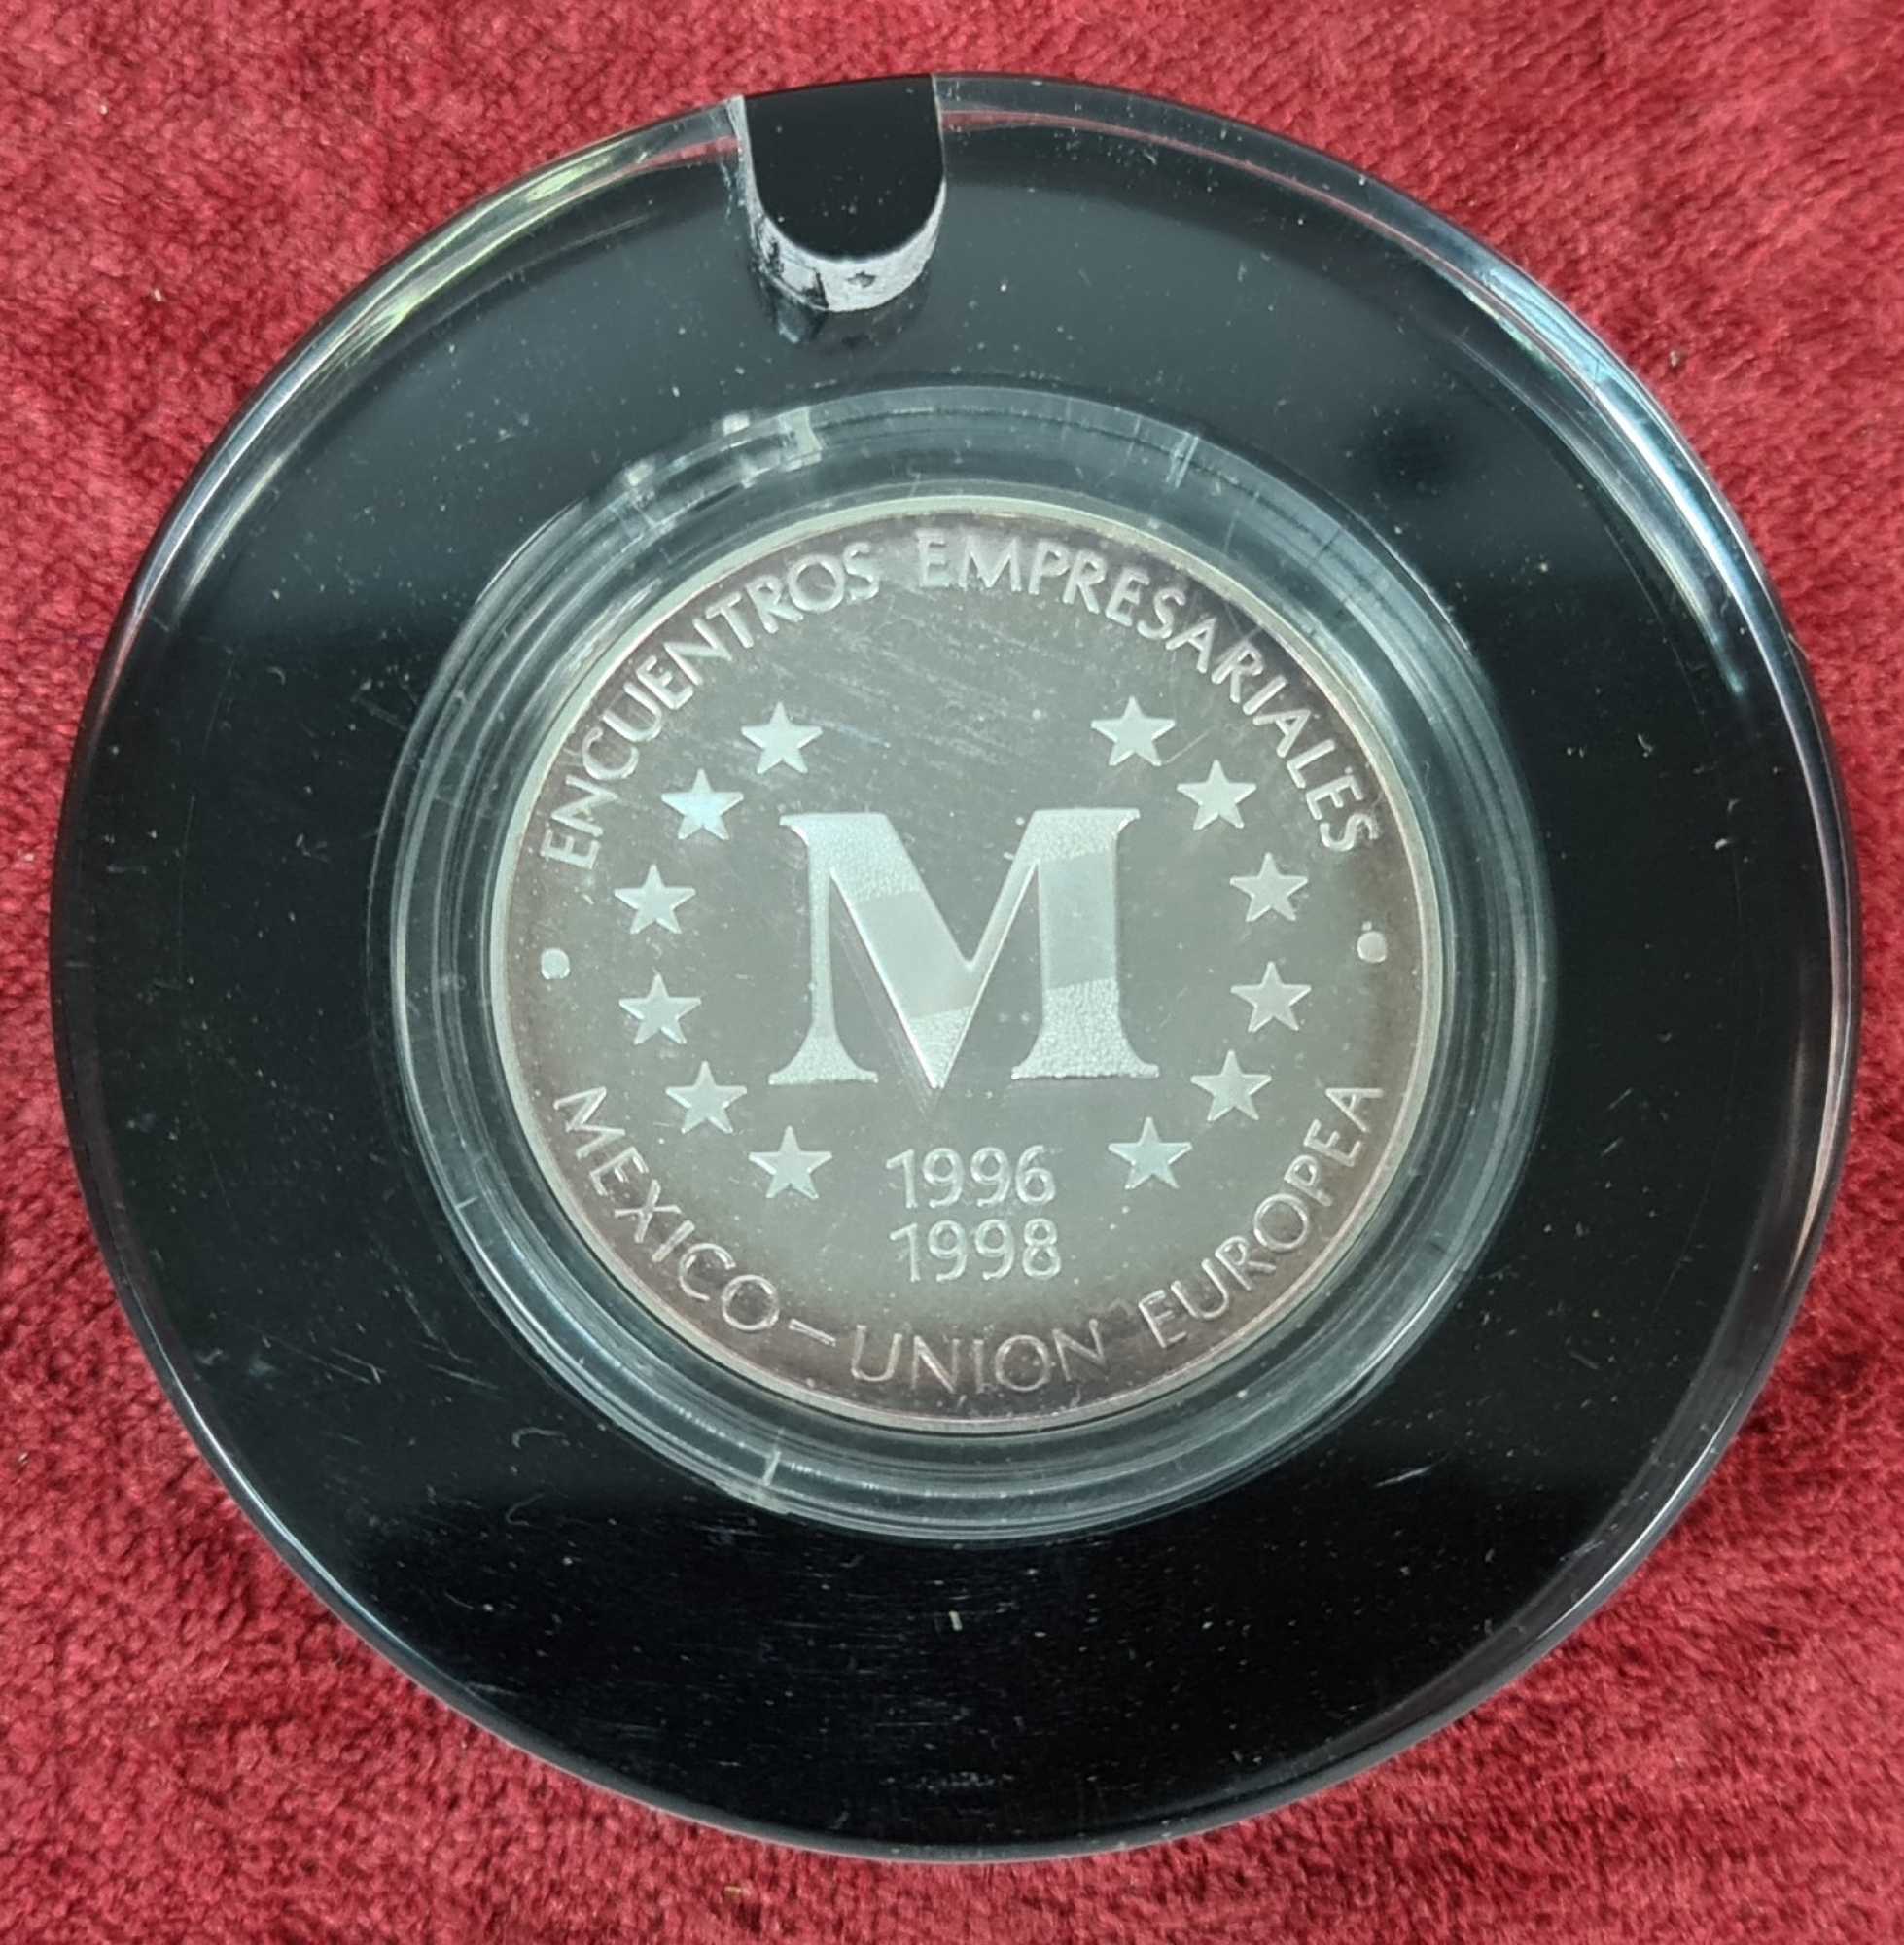 ENCUENTROS EMPRESARIALES
M
1996
1998
MEXICO - UNION EUROPEA